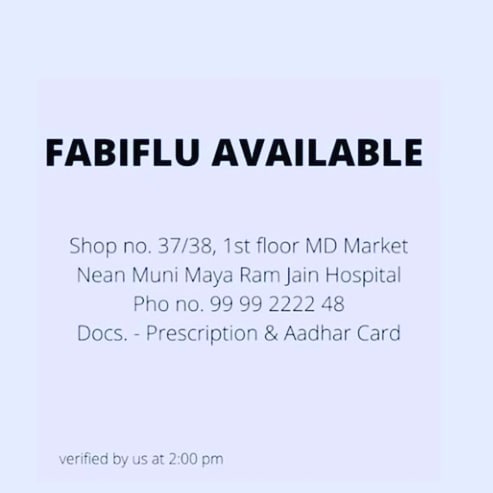 FABIFLU AVAILABLE
Shop no. 37/38, 1st floor MD Market
Nean Muni Maya Ram Jain Hospital
Pho no. 99 99 2222 48
Docs. - Prescription & Aadhar Card
verified by us at 2:00 pm